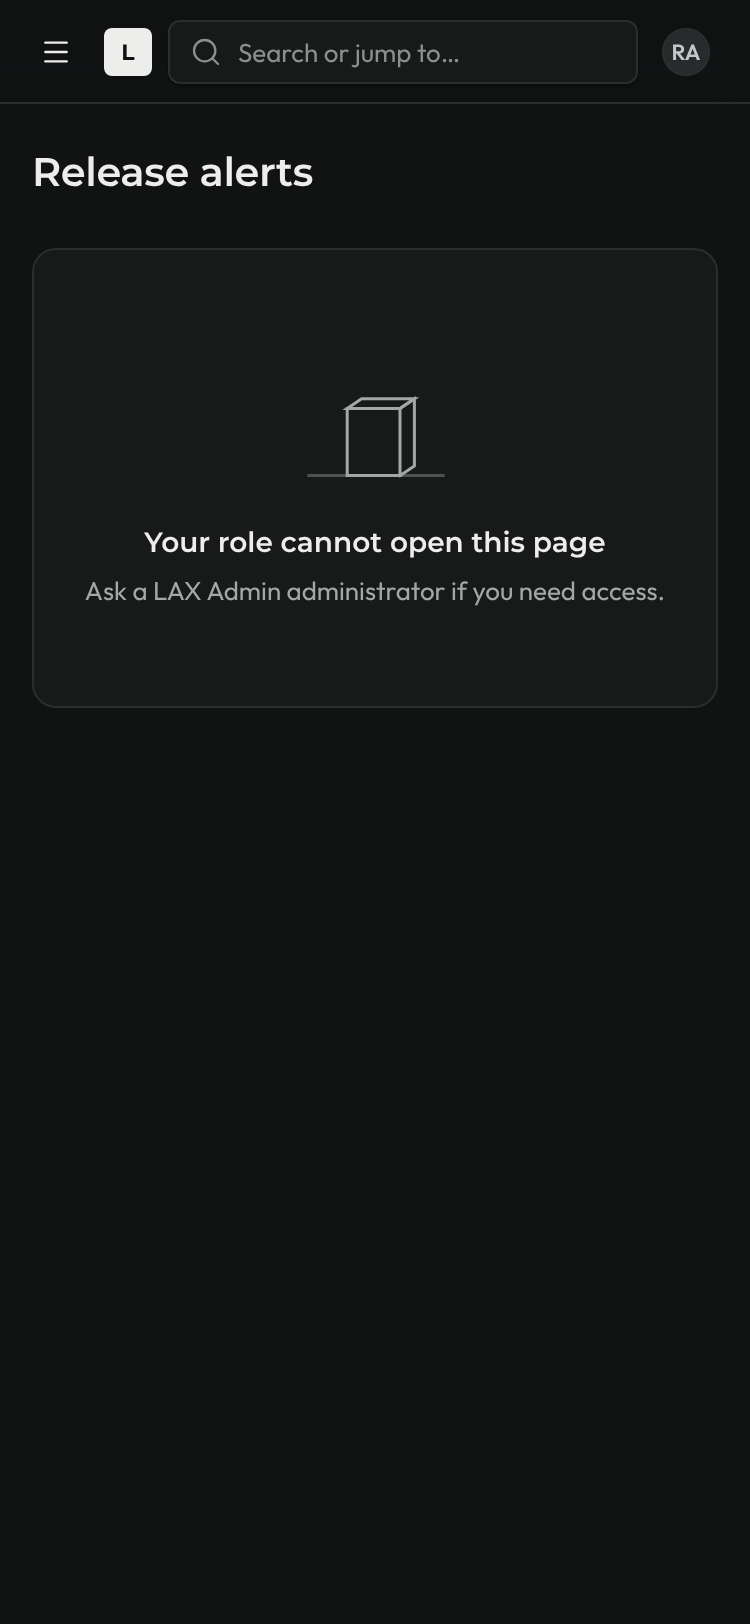 L
Search or jump to...
RA
Release alerts
Your role cannot open this page
Ask a LAX Admin administrator if you need access.